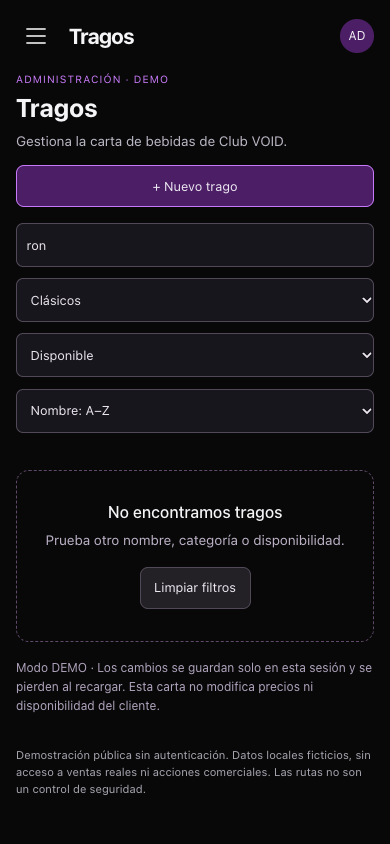 Tragos
AD
ADMINISTRACIÓN · DEMO
Tragos
Gestiona la carta de bebidas de Club VOID.
+ Nuevo trago
ron
Clásicos
Disponible
Nombre: A–Z
No encontramos tragos
Prueba otro nombre, categoría o disponibilidad.
Limpiar filtros
Modo DEMO · Los cambios se guardan solo en esta sesión y se
pierden al recargar. Esta carta no modifica precios ni
disponibilidad del cliente.
Demostración pública sin autenticación. Datos locales ficticios, sin
acceso a ventas reales ni acciones comerciales. Las rutas no son
un control de seguridad.